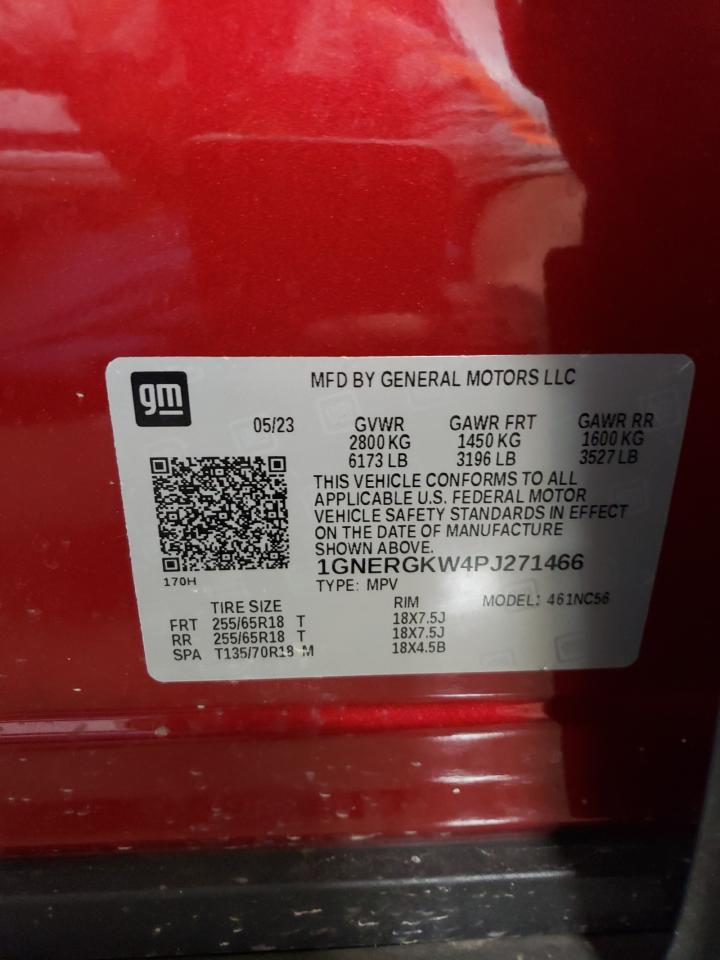 gm
MFD BY GENERAL MOTORS LLC
05/23 GVWR GAWR FRT GAWR RR
2800 KG 1450 KG 1600 KG
6173 LB 3196 LB 3527 LB
THIS VEHICLE CONFORMS TO ALL
APPLICABLE U.S. FEDERAL MOTOR
VEHICLE SAFETY STANDARDS IN EFFECT
ON THE DATE OF MANUFACTURE
SHOWN ABOVE.
1GNERGKW4PJ271466
170H
TYPE: MPV
TIRE SIZE RIM MODEL: 461NC56
FRT 255/65R18 T 18X7.5J
RR 255/65R18 T 18X7.5J
SPA T135/70R18 M 18X4.5B